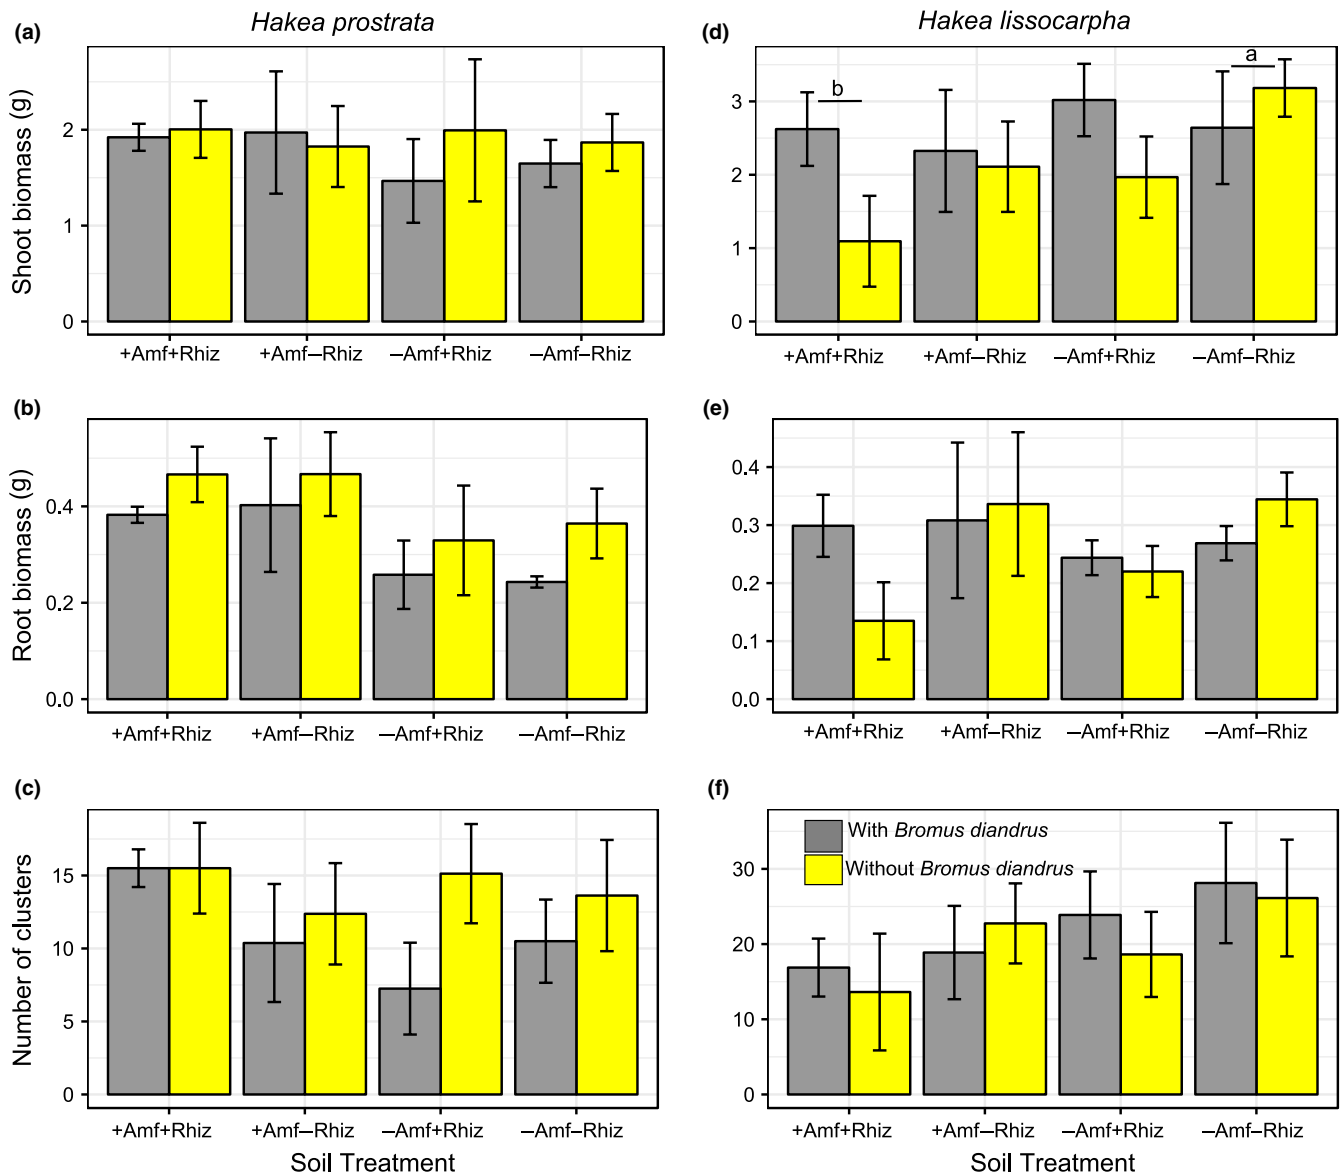 Hakea prostrata
(a)
Shoot biomass (g)
2
1
0
+Amf+Rhiz +Amf–Rhiz –Amf+Rhiz –Amf–Rhiz
(b)
Root biomass (g)
0.4
0.2
0.0
+Amf+Rhiz +Amf–Rhiz –Amf+Rhiz –Amf–Rhiz
(c)
Number of clusters
15
10
5
0
+Amf+Rhiz +Amf–Rhiz –Amf+Rhiz –Amf–Rhiz
Soil Treatment
Hakea lissocarpha
(d)
b
a
3
2
1
0
+Amf+Rhiz +Amf–Rhiz –Amf+Rhiz –Amf–Rhiz
(e)
0.4
0.3
0.2
0.1
0.0
+Amf+Rhiz +Amf–Rhiz –Amf+Rhiz –Amf–Rhiz
(f)
With Bromus diandrus
Without Bromus diandrus
30
20
10
0
+Amf+Rhiz +Amf–Rhiz –Amf+Rhiz –Amf–Rhiz
Soil Treatment